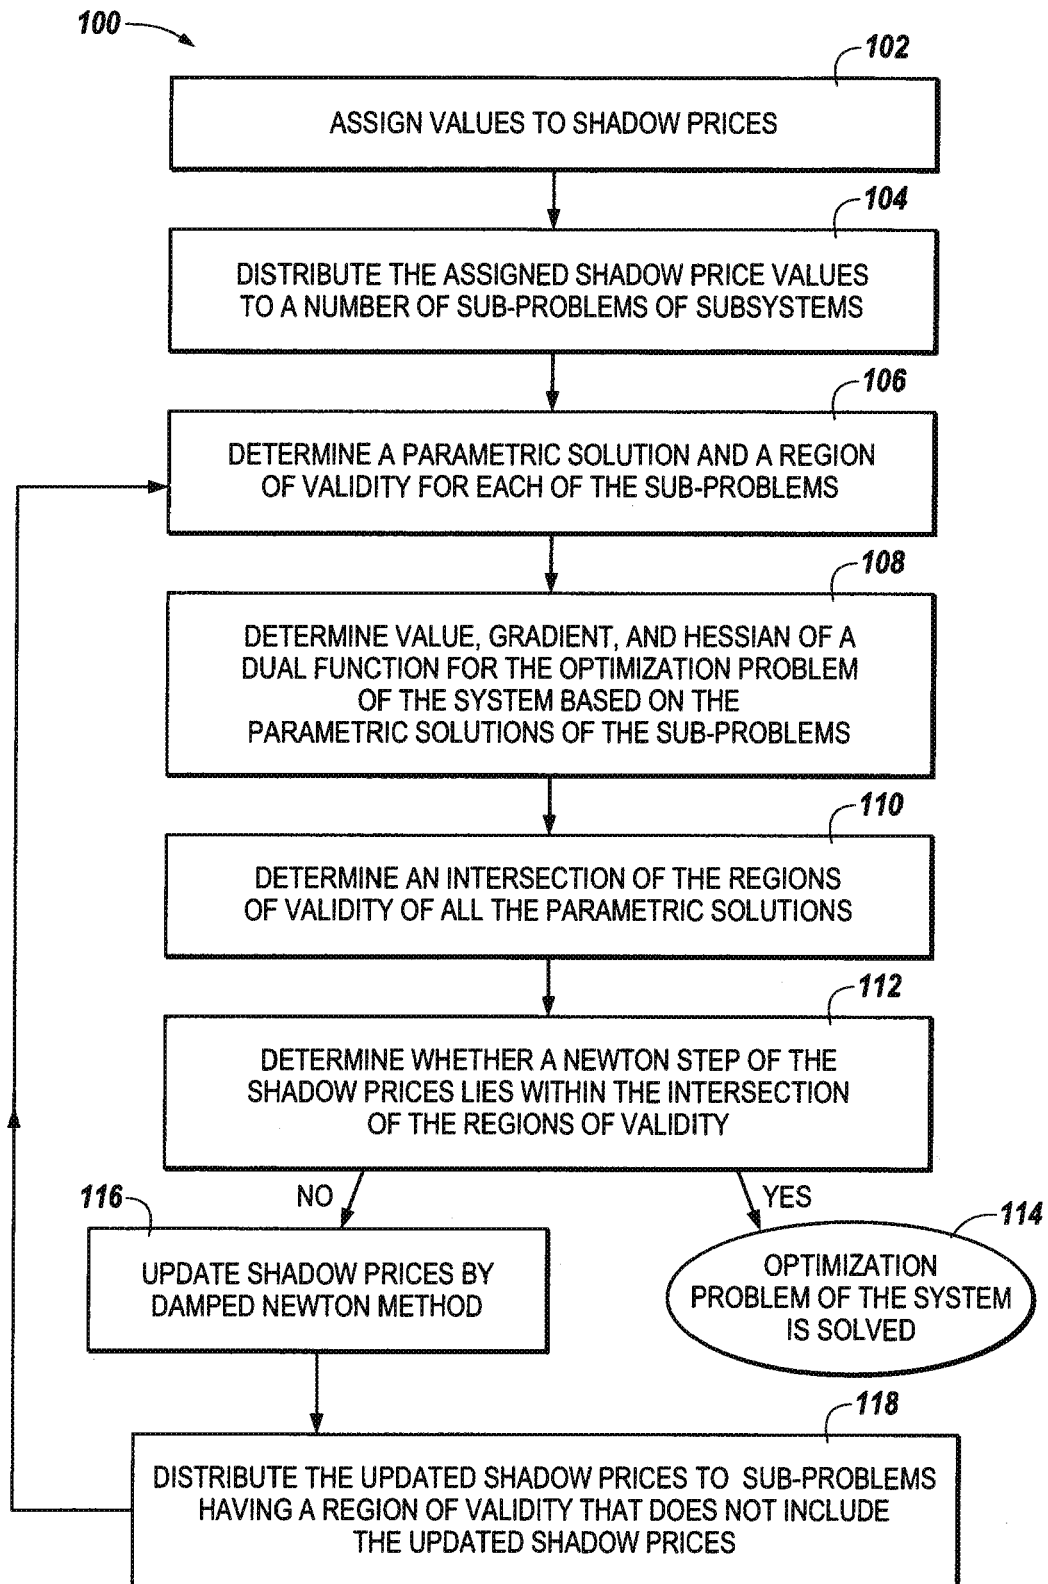 100
102
ASSIGN VALUES TO SHADOW PRICES
104
DISTRIBUTE THE ASSIGNED SHADOW PRICE VALUES
TO A NUMBER OF SUB-PROBLEMS OF SUBSYSTEMS
106
DETERMINE A PARAMETRIC SOLUTION AND A REGION
OF VALIDITY FOR EACH OF THE SUB-PROBLEMS
108
DETERMINE VALUE, GRADIENT, AND HESSIAN OF A
DUAL FUNCTION FOR THE OPTIMIZATION PROBLEM
OF THE SYSTEM BASED ON THE
PARAMETRIC SOLUTIONS OF THE SUB-PROBLEMS
110
DETERMINE AN INTERSECTION OF THE REGIONS
OF VALIDITY OF ALL THE PARAMETRIC SOLUTIONS
112
DETERMINE WHETHER A NEWTON STEP OF THE
SHADOW PRICES LIES WITHIN THE INTERSECTION
OF THE REGIONS OF VALIDITY
NO
YES
116
UPDATE SHADOW PRICES BY
DAMPED NEWTON METHOD
114
OPTIMIZATION
PROBLEM OF THE SYSTEM
IS SOLVED
118
DISTRIBUTE THE UPDATED SHADOW PRICES TO SUB-PROBLEMS
HAVING A REGION OF VALIDITY THAT DOES NOT INCLUDE
THE UPDATED SHADOW PRICES